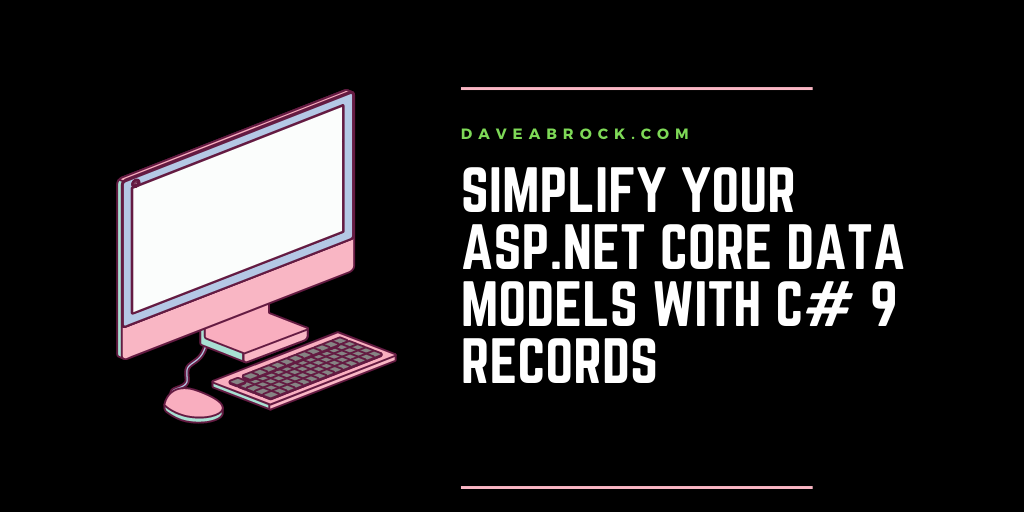 DAVEABROCK.COM
SIMPLIFY YOUR
ASP.NET CORE DATA
MODELS WITH C# 9
RECORDS